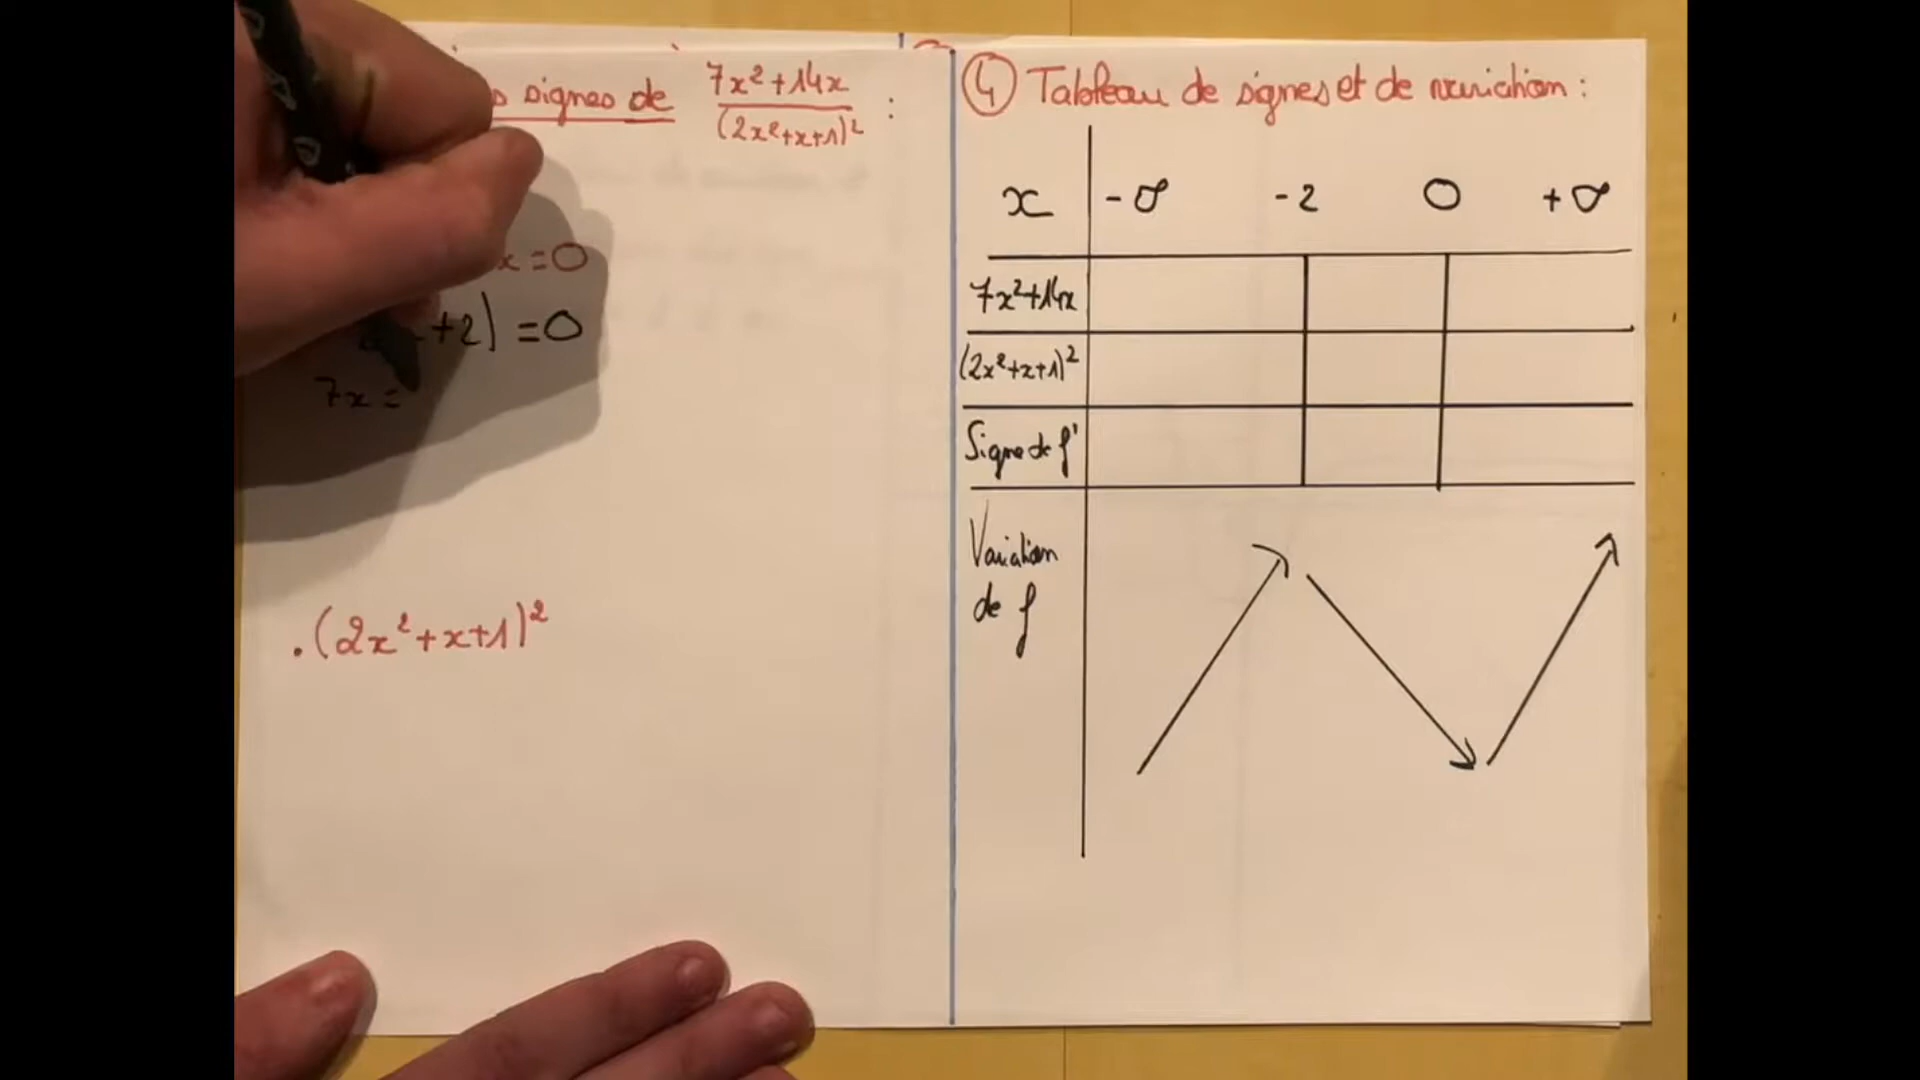 signes de 7x²+14x / (2x²+x+1)² :
x = 0
+2) = 0
7x =
. (2x²+x+1)²
④ Tableau de signes et de variation :
x -∞ -2 0 +∞
7x²+14x
(2x²+x+1)²
Signe de f'
Variation
de f